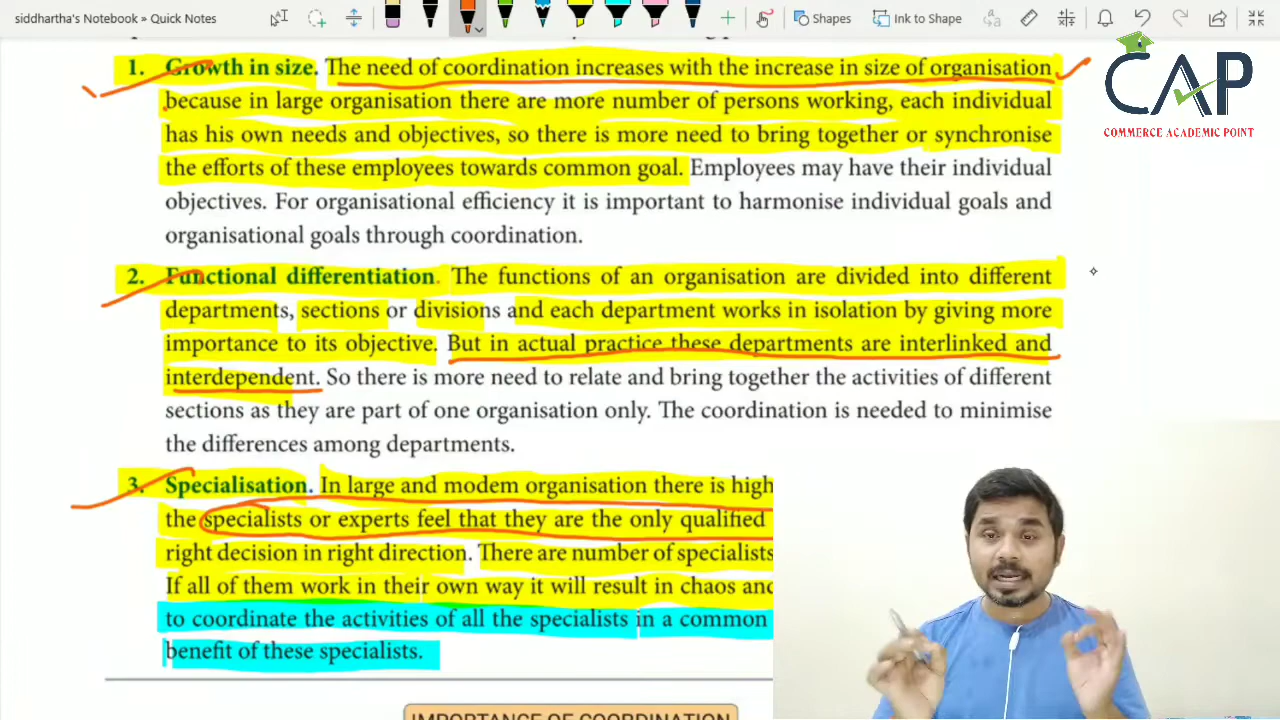 siddhartha's Notebook » Quick Notes
Shapes
Ink to Shape
1. Growth in size. The need of coordination increases with the increase in size of organisation
because in large organisation there are more number of persons working, each individual
has his own needs and objectives, so there is more need to bring together or synchronise
the efforts of these employees towards common goal. Employees may have their individual
objectives. For organisational efficiency it is important to harmonise individual goals and
organisational goals through coordination.
2. Functional differentiation. The functions of an organisation are divided into different
departments, sections or divisions and each department works in isolation by giving more
importance to its objective. But in actual practice these departments are interlinked and
interdependent. So there is more need to relate and bring together the activities of different
sections as they are part of one organisation only. The coordination is needed to minimise
the differences among departments.
3. Specialisation. In large and modem organisation there is high
the specialists or experts feel that they are the only qualified
right decision in right direction. There are number of specialists
If all of them work in their own way it will result in chaos and
to coordinate the activities of all the specialists in a common
benefit of these specialists.
IMPORTANCE OF COORDINATION
CAP
COMMERCE ACADEMIC POINT